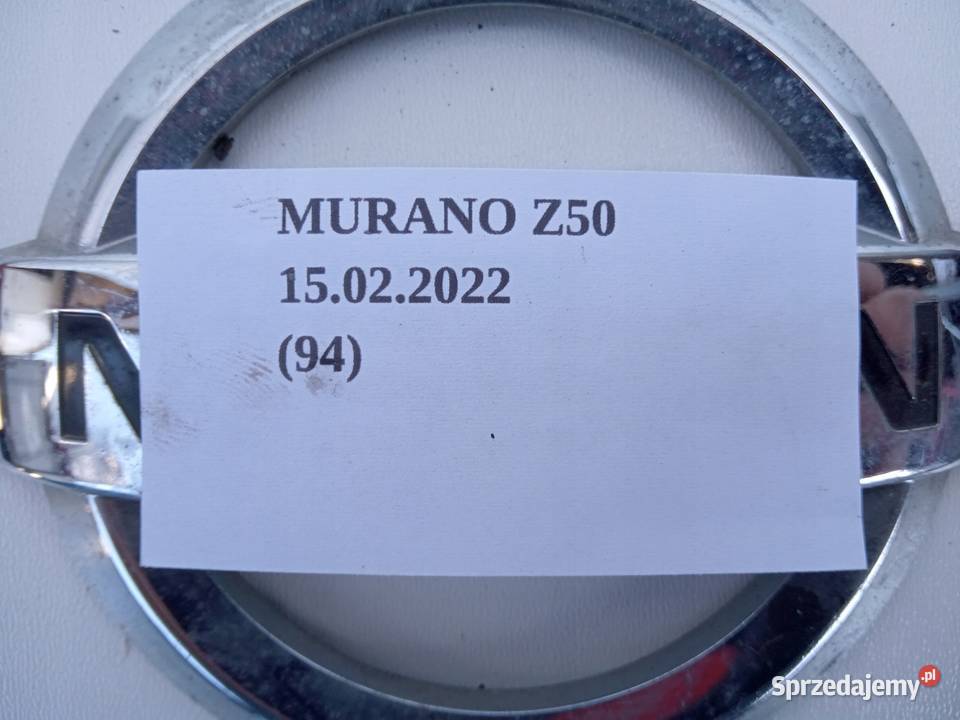 MURANO Z50
15.02.2022
(94)
N N
Sprzedajemy.pl